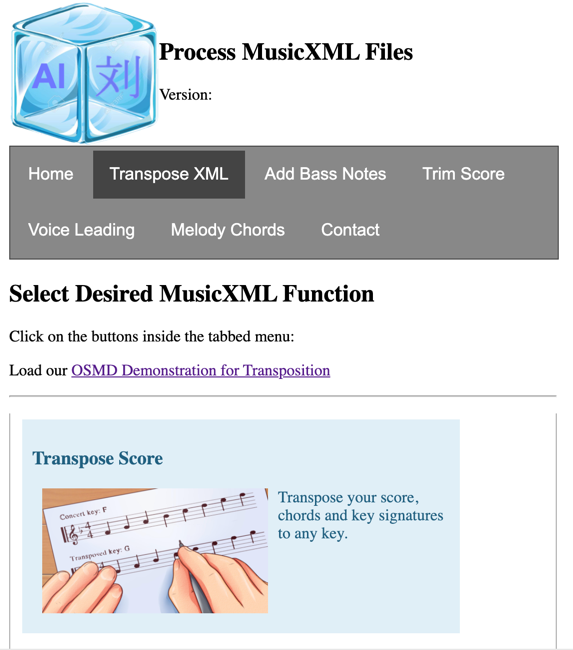 AI 刘
Process MusicXML Files
Version:
Home Transpose XML Add Bass Notes Trim Score
Voice Leading Melody Chords Contact
Select Desired MusicXML Function
Click on the buttons inside the tabbed menu:
Load our OSMD Demonstration for Transposition
Transpose Score
Concert key: F
Transposed key: G
Transpose your score,
chords and key signatures
to any key.